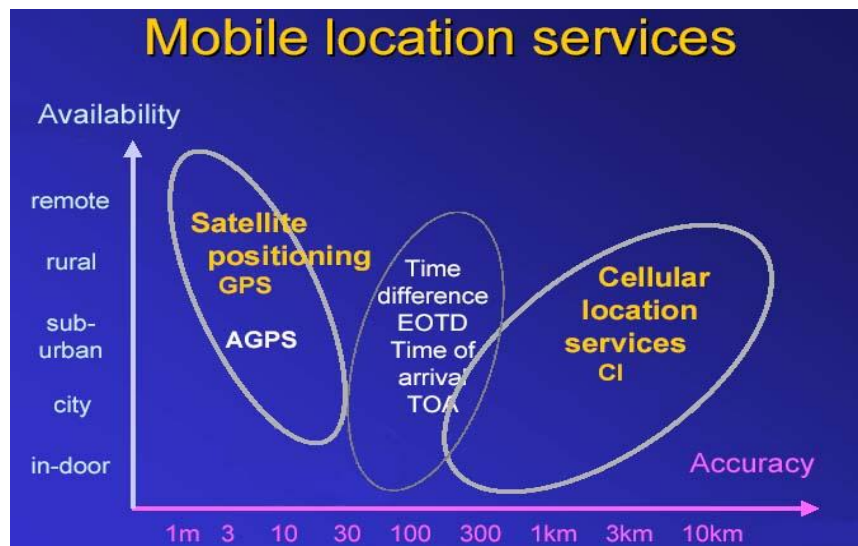 Mobile location services
Availability
remote
rural
sub-
urban
city
in-door
Satellite
positioning
GPS
AGPS
Time
difference
EOTD
Time of
arrival
TOA
Cellular
location
services
CI
Accuracy
1m 3 10 30 100 300 1km 3km 10km